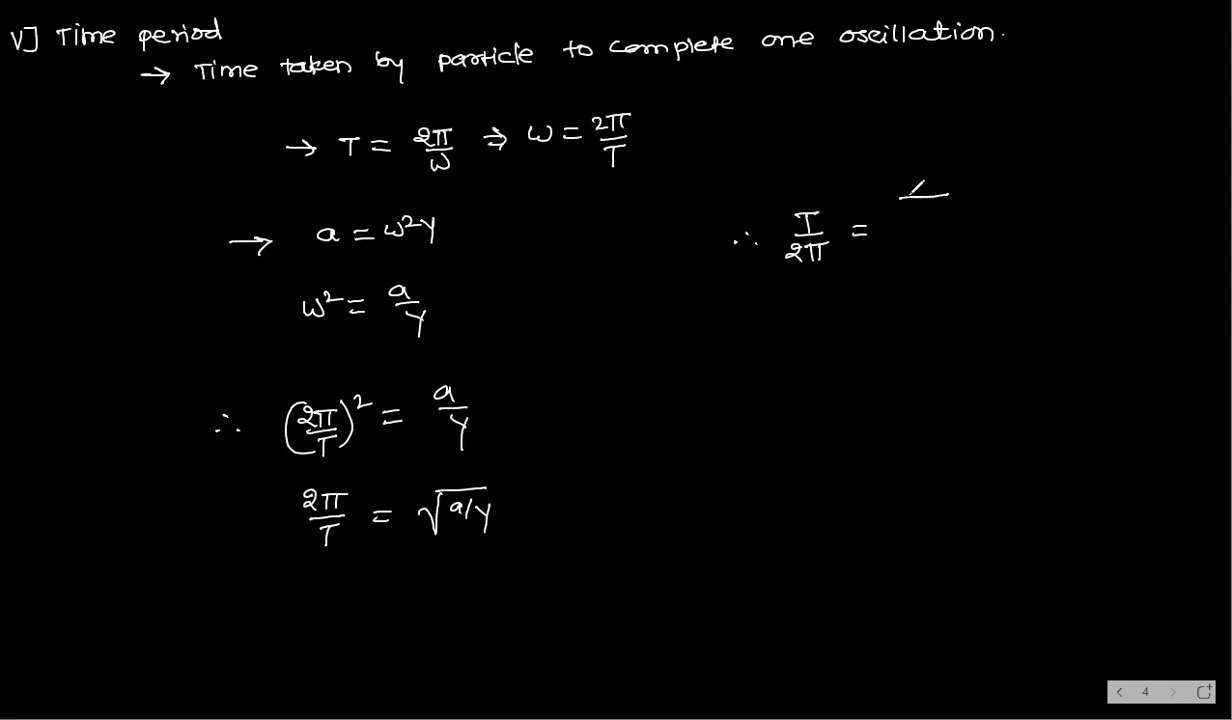 V] Time period
→ Time taken by particle to complete one oscillation.
→ T = 2π/ω ⇒ ω = 2π/T
→ a = ω²Y
ω² = a/Y
∴ (2π/T)² = a/Y
2π/T = √a/y
∴ T/2π =
4